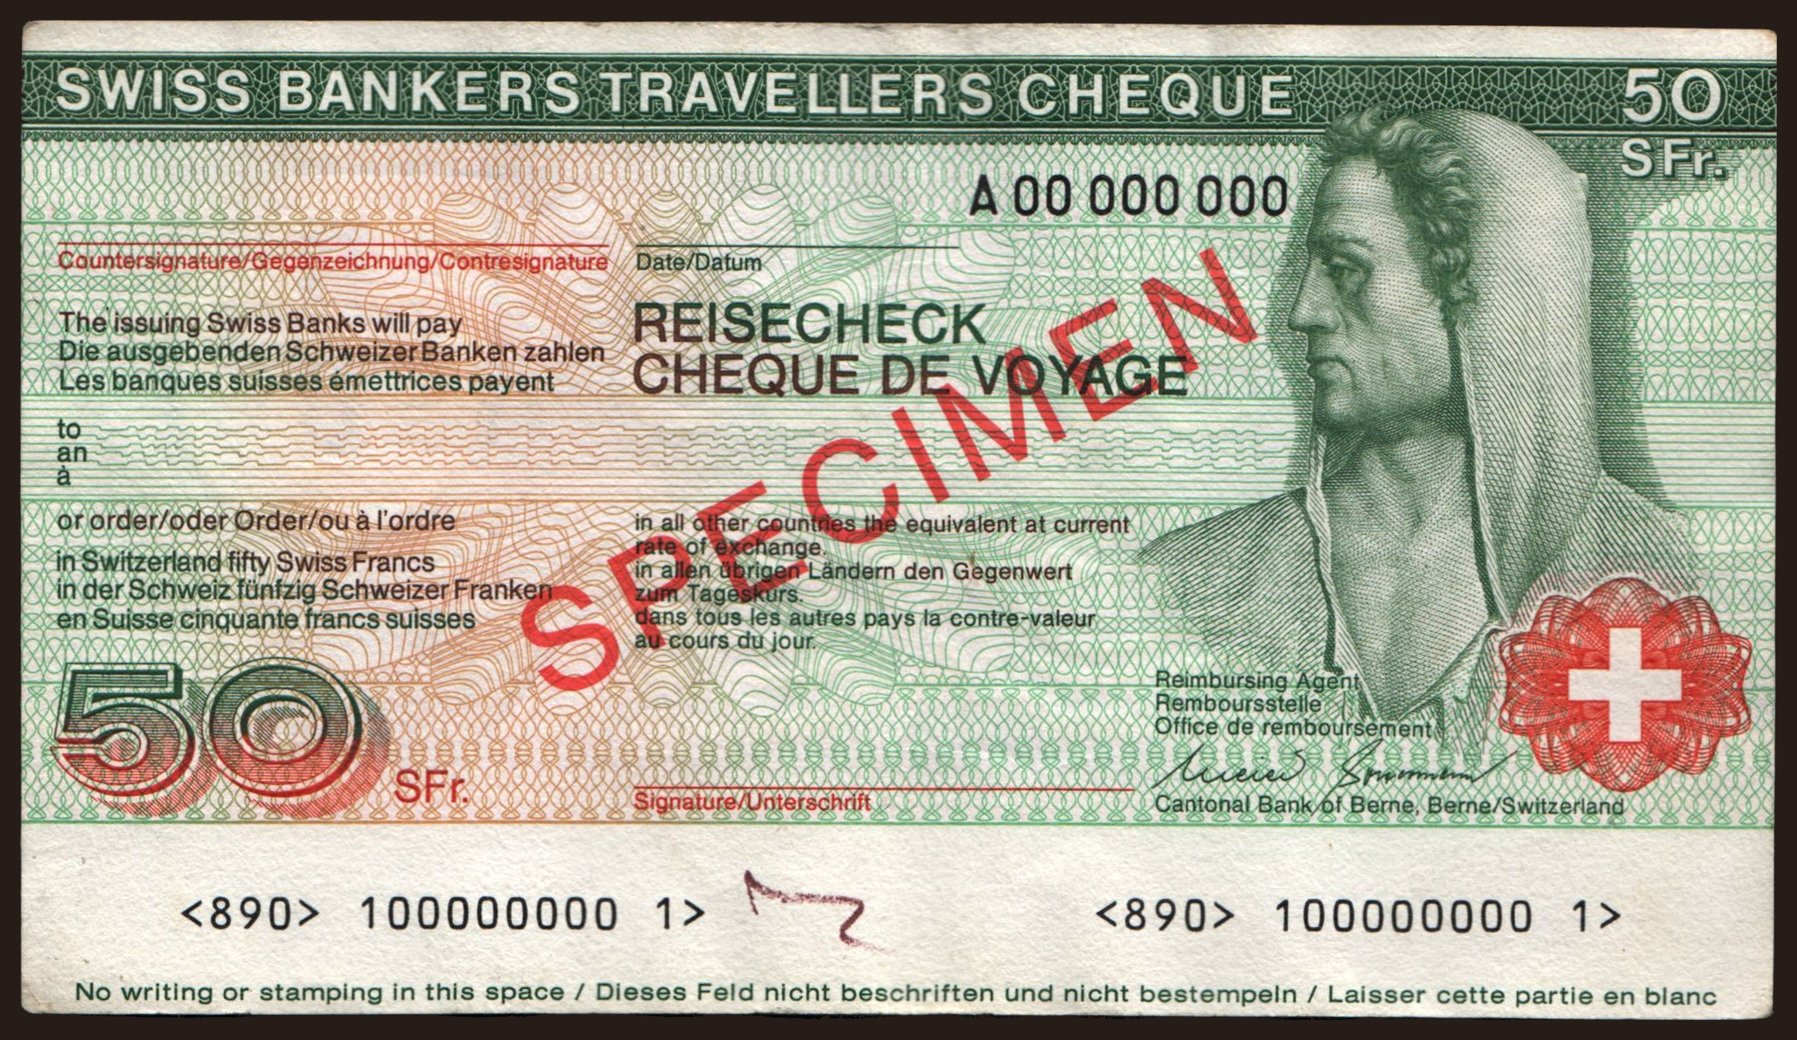 SWISS BANKERS TRAVELLERS CHEQUE
50
SFr.
A 00 000 000
Countersignature/Gegenzeichnung/Contresignature
Date/Datum
The issuing Swiss Banks will pay
Die ausgebenden Schweizer Banken zahlen
Les banques suisses émettrices payent
REISECHECK
CHEQUE DE VOYAGE
SPECIMEN
to
an
à
or order/oder Order/ou à l'ordre
in Switzerland fifty Swiss Francs
in der Schweiz fünfzig Schweizer Franken
en Suisse cinquante francs suisses
in all other countries the equivalent at current
rate of exchange.
in allen übrigen Ländern den Gegenwert
zum Tageskurs.
dans tous les autres pays la contre-valeur
au cours du jour.
50 SFr.
Signature/Unterschrift
Reimbursing Agent
Remboursstelle
Office de remboursement
Cantonal Bank of Berne, Berne/Switzerland
<890> 100000000 1>
<890> 100000000 1>
No writing or stamping in this space / Dieses Feld nicht beschriften und nicht bestempeln / Laisser cette partie en blanc